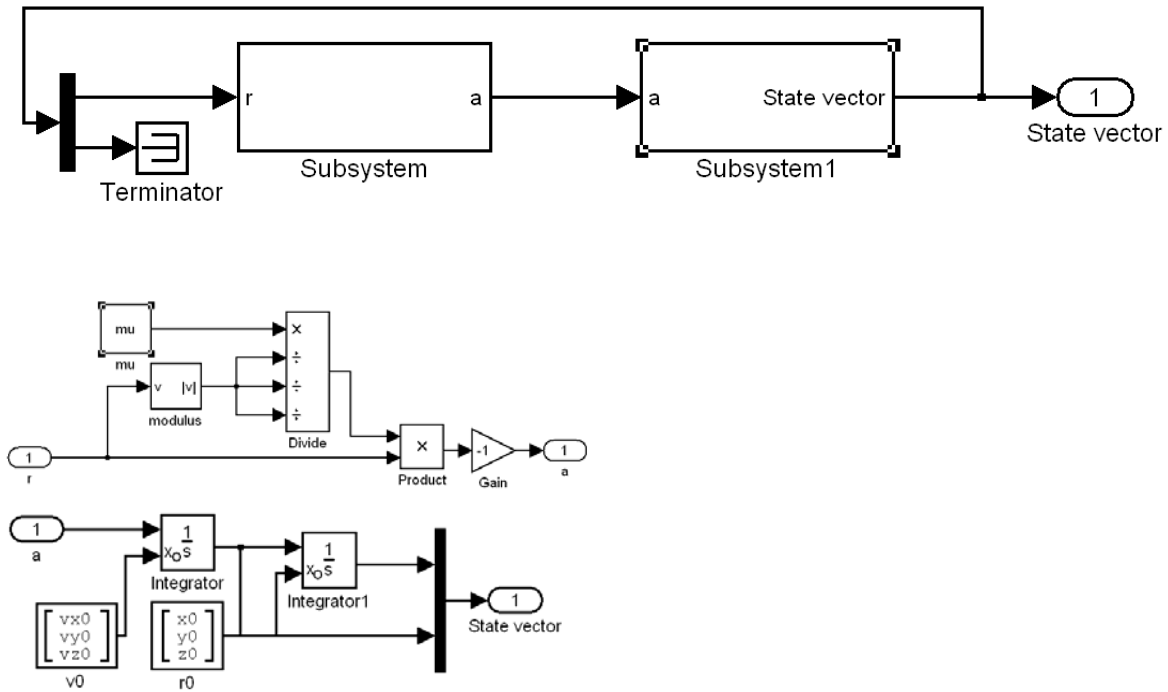 r a
a State vector
1
State vector
Subsystem
Subsystem1
Terminator
mu
mu
×
÷
÷
÷
v |v|
modulus
Divide
1
r
×
Product
-1
Gain
1
a
1
a
1
s
xo
Integrator
1
s
xo
Integrator1
vx0
vy0
vz0
v0
x0
y0
z0
r0
1
State vector